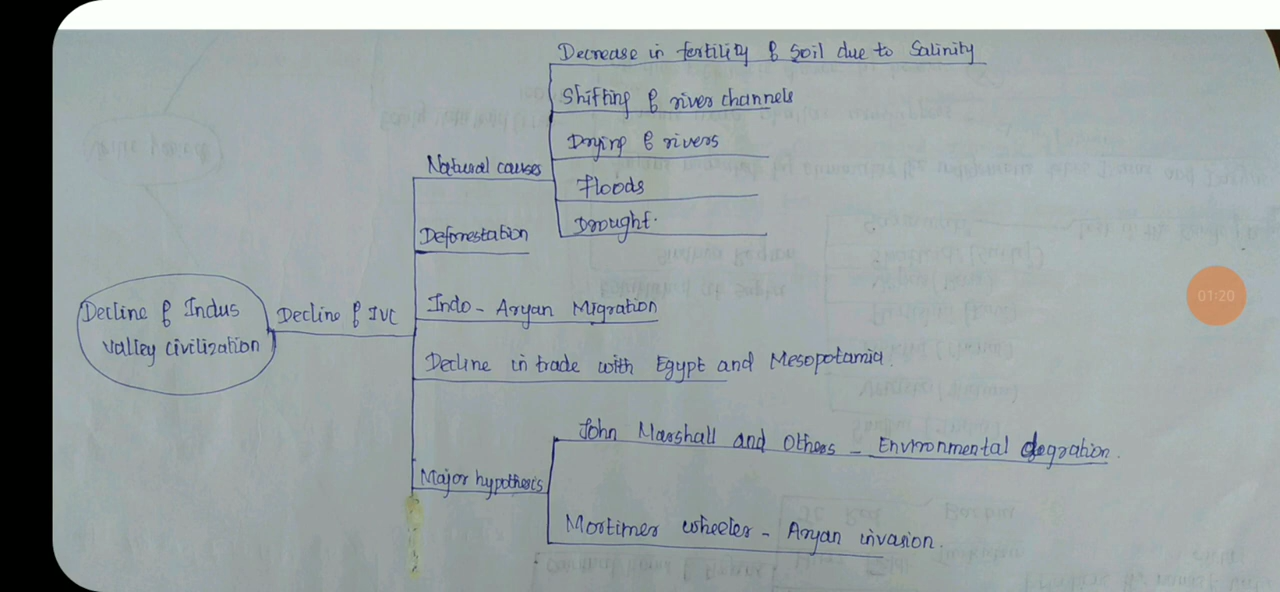 Decrease in fertility of soil due to Salinity
Shifting of river channels
Drying of rivers
Natural causes
Floods
Drought.
Deforestation
Indo - Aryan Migration
Decline of Indus
valley civilization
Decline of IVC
Decline in trade with Egypt and Mesopotamia.
John Marshall and Others - Environmental degration.
Major hypothesis
Mortimer wheeler - Aryan invasion.
01:20